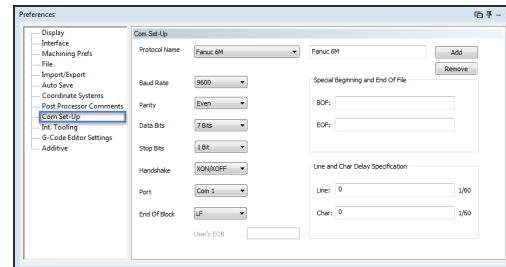 Preferences
Display
Interface
Machining Prefs
File
Import/Export
Auto Save
Coordinate Systems
Post Processor Comments
Com Set-Up
Int. Tooling
G-Code Editor Settings
Additive
Com Set-Up
Protocol Name Fanuc 6M Fanuc 6M Add
Remove
Baud Rate 9600
Parity Even
Data Bits 7 Bits
Stop Bits 1 Bit
Handshake XON/XOFF
Port Com 1
End Of Block LF
User's EOB
Special Beginning and End Of File
BOF:
EOF:
Line and Char Delay Specification
Line: 0 1/60
Char: 0 1/60